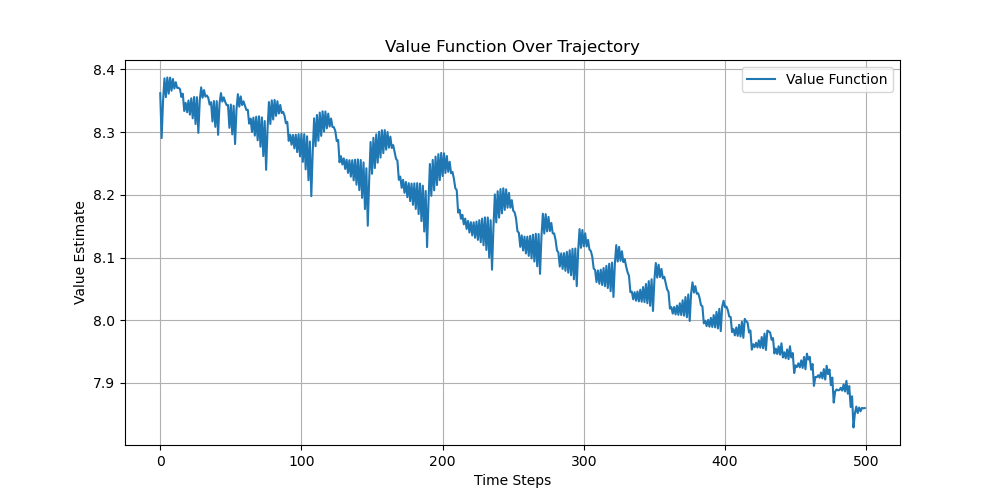 Value Function Over Trajectory
Value Function
8.4
8.3
8.2
8.1
8.0
7.9
Value Estimate
0 100 200 300 400 500
Time Steps